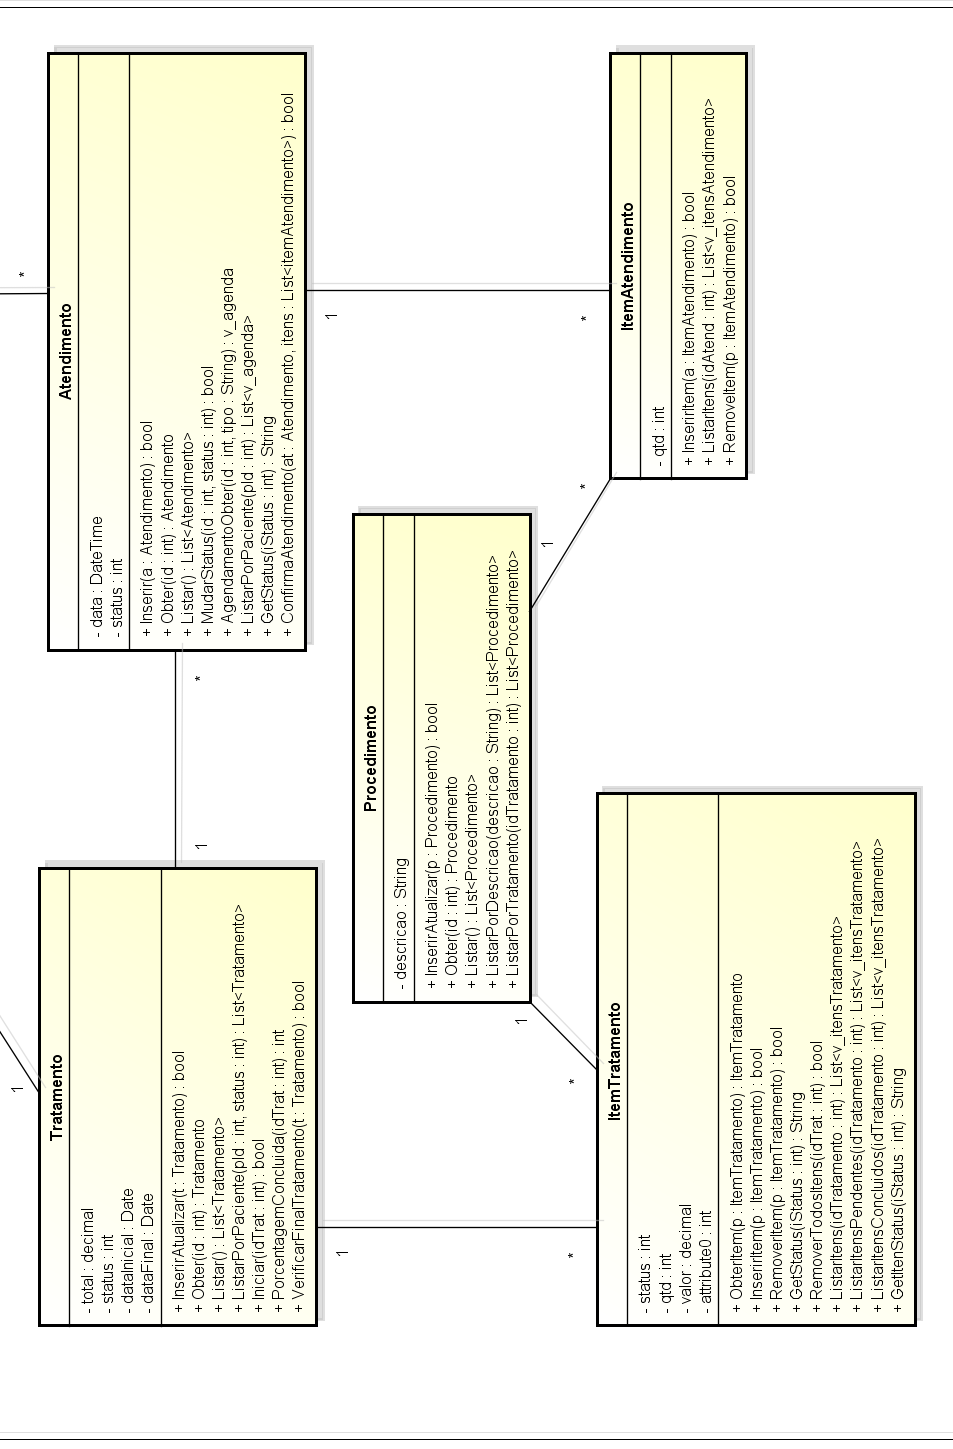 Tratamento
- total : decimal
- status : int
- dataInicial : Date
- dataFinal : Date
+ InserirAtualizar(t : Tratamento) : bool
+ Obter(id : int) : Tratamento
+ Listar() : List<Tratamento>
+ ListarPorPaciente(pId : int, status : int) : List<Tratamento>
+ Iniciar(idTrat : int) : bool
+ PorcentagemConcluida(idTrat : int) : int
+ VerificarFinalTratamento(t : Tratamento) : bool
1
1
*
1
*
Atendimento
- data : DateTime
- status : int
+ Inserir(a : Atendimento) : bool
+ Obter(id : int) : Atendimento
+ Listar() : List<Atendimento>
+ MudarStatus(id : int, status : int) : bool
+ AgendamentoObter(id : int, tipo : String) : v_agenda
+ ListarPorPaciente(pId : int) : List<v_agenda>
+ GetStatus(iStatus : int) : String
+ ConfirmaAtendimento(at : Atendimento, itens : List<ItemAtendimento>) : bool
1
*
Procedimento
- descricao : String
+ InserirAtualizar(p : Procedimento) : bool
+ Obter(id : int) : Procedimento
+ Listar() : List<Procedimento>
+ ListarPorDescricao(descricao : String) : List<Procedimento>
+ ListarPorTratamento(idTratamento : int) : List<Procedimento>
1
*
1
*
*
ItemTratamento
- status : int
- qtd : int
- valor : decimal
- attribute0 : int
+ ObterItem(p : ItemTratamento) : ItemTratamento
+ InserirItem(p : ItemTratamento) : bool
+ RemoverItem(p : ItemTratamento) : bool
+ GetStatus(iStatus : int) : String
+ RemoverTodosItens(idTrat : int) : bool
+ ListarItens(idTratamento : int) : List<v_itensTratamento>
+ ListarItensPendentes(idTratamento : int) : List<v_itensTratamento>
+ ListarItensConcluidos(idTratamento : int) : List<v_itensTratamento>
+ GetItenStatus(iStatus : int) : String
ItemAtendimento
- qtd : int
+ InserirItem(a : ItemAtendimento) : bool
+ ListarItens(idAtend : int) : List<v_itensAtendimento>
+ RemoveItem(p : ItemAtendimento) : bool